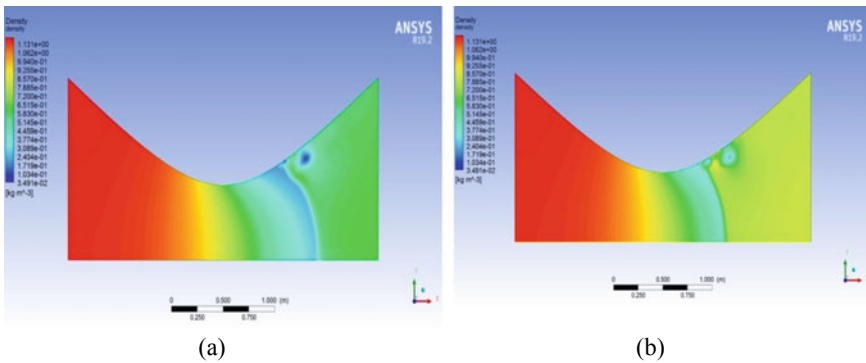 Density
density
1.131e+00
1.062e+00
9.940e-01
9.255e-01
8.570e-01
7.885e-01
7.200e-01
6.515e-01
5.830e-01
5.144e-01
4.459e-01
3.774e-01
3.089e-01
2.404e-01
1.719e-01
1.034e-01
3.491e-02
[kg m^-3]
ANSYS
R19.2
0 0.500 1.000 (m)
0.250 0.750
(a)
Density
density
1.131e+00
1.062e+00
9.940e-01
9.255e-01
8.570e-01
7.885e-01
7.200e-01
6.515e-01
5.830e-01
5.144e-01
4.459e-01
3.774e-01
3.089e-01
2.404e-01
1.719e-01
1.034e-01
3.491e-02
[kg m^-3]
ANSYS
R19.2
0 0.500 1.000 (m)
0.250 0.750
(b)